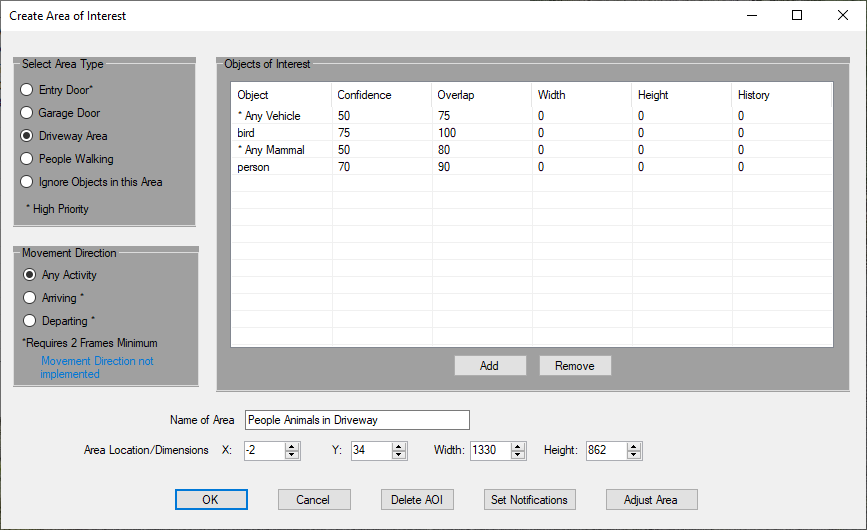 Create Area of Interest
Select Area Type
Entry Door*
Garage Door
Driveway Area
People Walking
Ignore Objects in this Area
* High Priority
Movement Direction
Any Activity
Arriving *
Departing *
*Requires 2 Frames Minimum
Movement Direction not
implemented
Objects of Interest
Object Confidence Overlap Width Height History
* Any Vehicle 50 75 0 0 0
bird 75 100 0 0 0
* Any Mammal 50 80 0 0 0
person 70 90 0 0 0
Add Remove
Name of Area People Animals in Driveway
Area Location/Dimensions X: -2 Y: 34 Width: 1330 Height: 862
OK Cancel Delete AOI Set Notifications Adjust Area